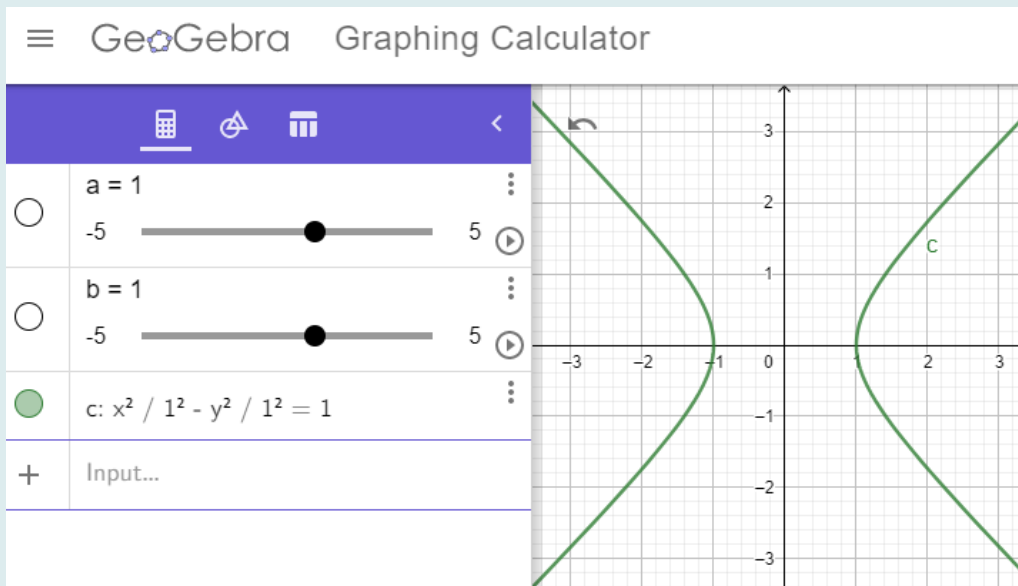 GeoGebra Graphing Calculator
a = 1
-5 5
b = 1
-5 5
c: x² / 1² - y² / 1² = 1
+ Input...
3
2
c
1
–3 –2 –1 0 1 2 3
–1
–2
–3